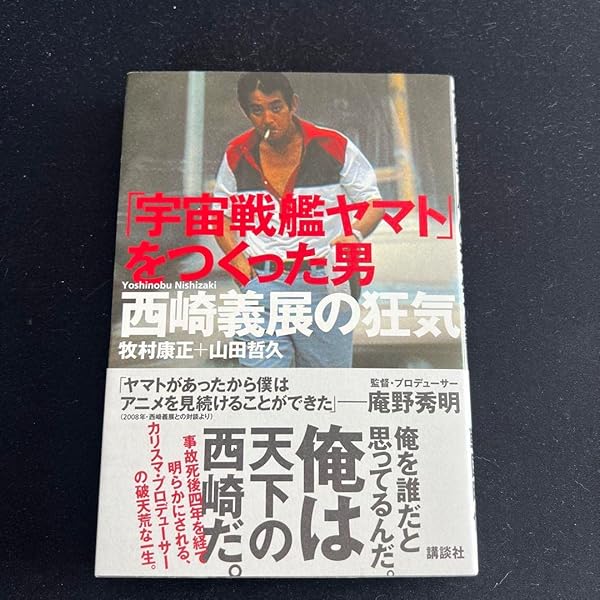 「宇宙戦艦ヤマト」
をつくった男
Yoshinobu Nishizaki
西崎義展の狂気
牧村康正+山田哲久
「ヤマトがあったから僕は
アニメを見続けることができた」──
(2008年・西崎義展との対談より)
監督・プロデューサー
庵野秀明
俺を誰だと
思ってるんだ。
俺は
天下の
西崎だ。
事故死後四年を経て
明らかにされる、
カリスマ・プロデューサー
の破天荒な一生。
講談社